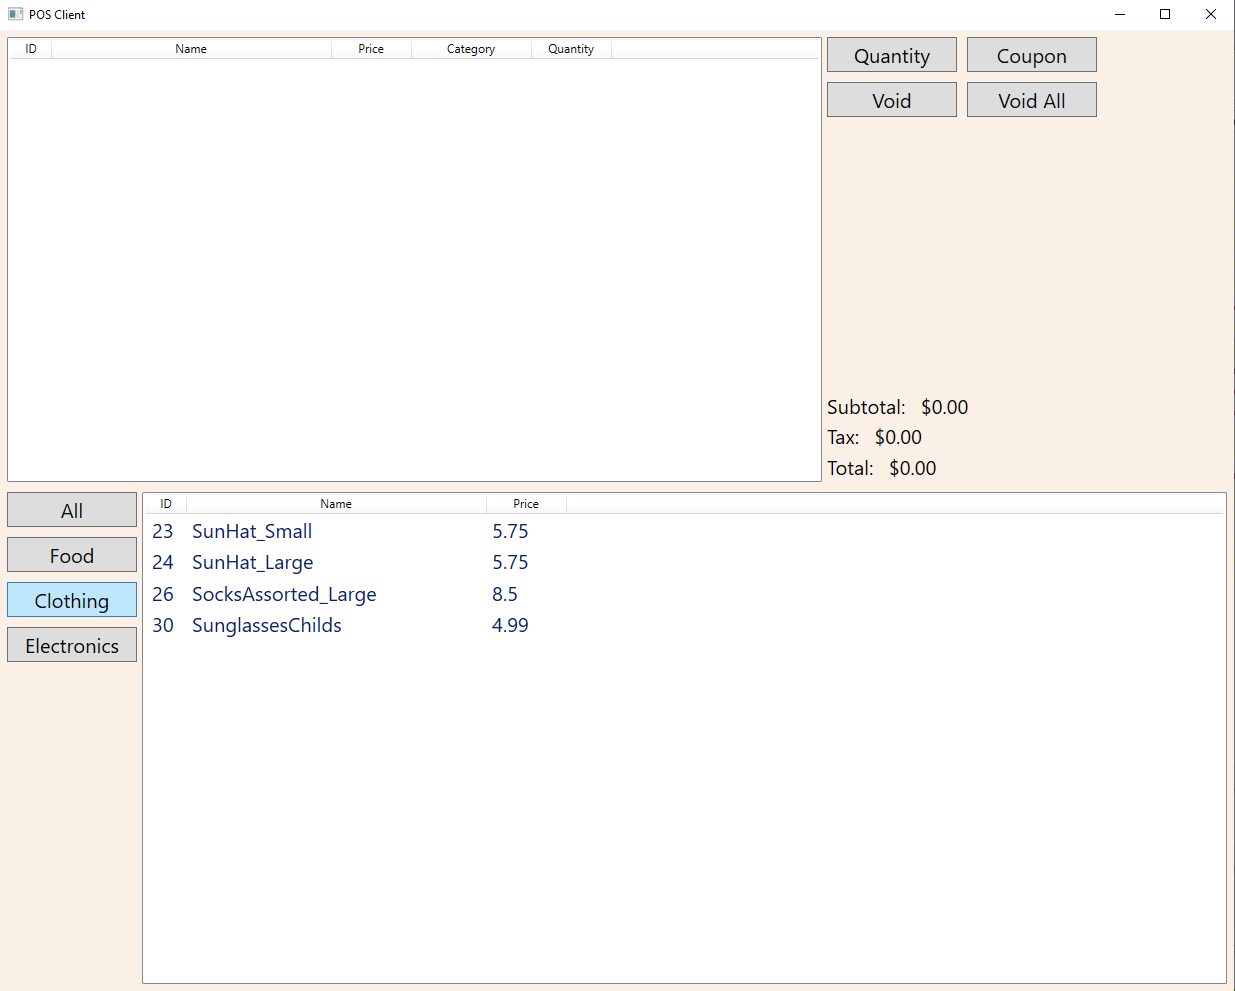 POS Client
ID Name Price Category Quantity
Quantity Coupon
Void Void All
Subtotal: $0.00
Tax: $0.00
Total: $0.00
All
Food
Clothing
Electronics
ID Name Price
23 SunHat_Small 5.75
24 SunHat_Large 5.75
26 SocksAssorted_Large 8.5
30 SunglassesChilds 4.99